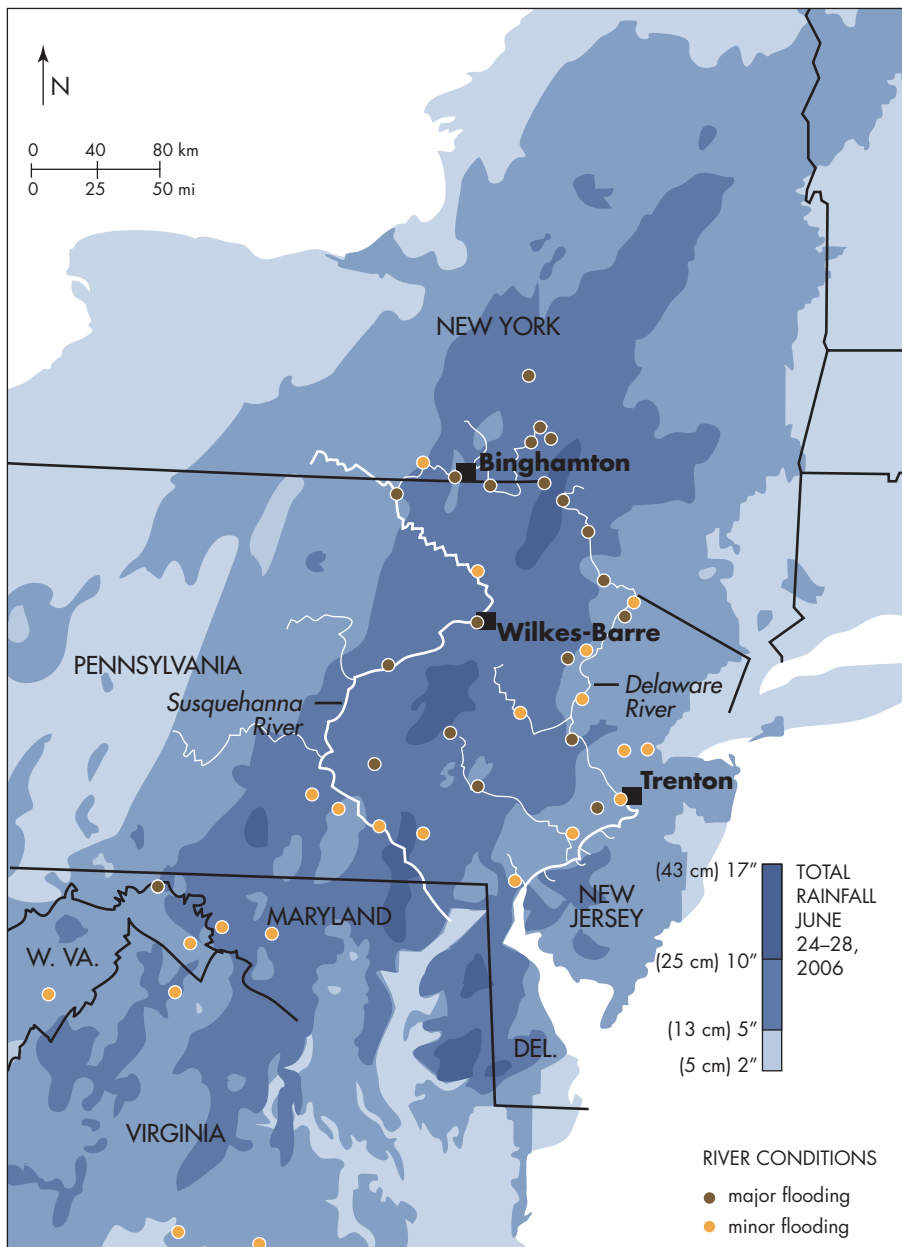 N
0 40 80 km
0 25 50 mi
NEW YORK
Binghamton
Wilkes-Barre
PENNSYLVANIA
Susquehanna
River
Delaware
River
Trenton
(43 cm) 17″
TOTAL
RAINFALL
JUNE
24–28,
2006
NEW
JERSEY
MARYLAND
W. VA.
(25 cm) 10″
(13 cm) 5″
(5 cm) 2″
DEL.
VIRGINIA
RIVER CONDITIONS
major flooding
minor flooding